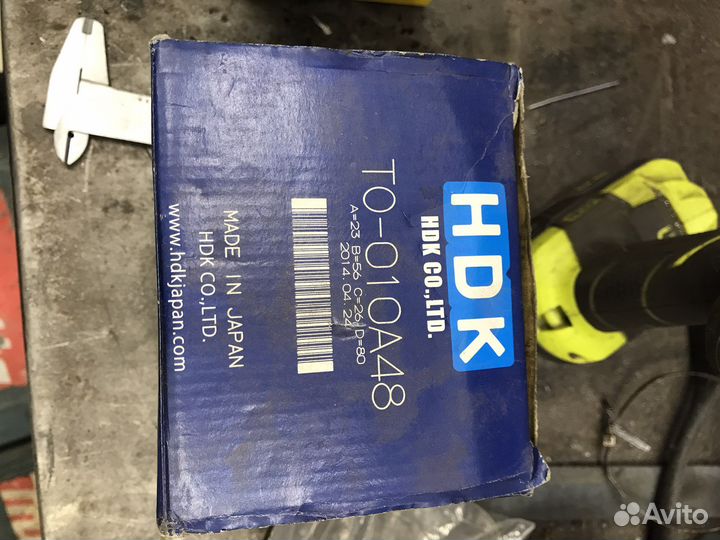 HDK
HDK CO.,LTD.
TO-010A48
A=23 B=56 C=26 D=80
2014.04.24
MADE IN JAPAN
HDK CO.,LTD.
www.hdkjapan.com
Avito